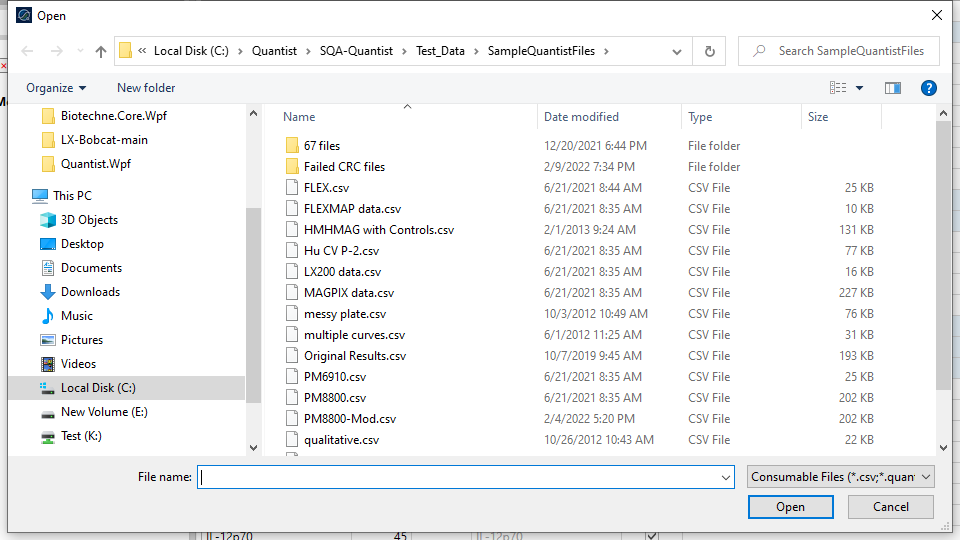 Open
« Local Disk (C:) > Quantist > SQA-Quantist > Test_Data > SampleQuantistFiles >
Search SampleQuantistFiles
Organize
New folder
Biotechne.Core.Wpf
LX-Bobcat-main
Quantist.Wpf
This PC
3D Objects
Desktop
Documents
Downloads
Music
Pictures
Videos
Local Disk (C:)
New Volume (E:)
Test (K:)
Name Date modified Type Size
67 files 12/20/2021 6:44 PM File folder
Failed CRC files 2/9/2022 7:34 PM File folder
FLEX.csv 6/21/2021 8:44 AM CSV File 25 KB
FLEXMAP data.csv 6/21/2021 8:35 AM CSV File 10 KB
HMHMAG with Controls.csv 2/1/2013 9:24 AM CSV File 131 KB
Hu CV P-2.csv 6/21/2021 8:35 AM CSV File 77 KB
LX200 data.csv 6/21/2021 8:35 AM CSV File 16 KB
MAGPIX data.csv 6/21/2021 8:35 AM CSV File 227 KB
messy plate.csv 10/3/2012 10:49 AM CSV File 76 KB
multiple curves.csv 6/1/2012 11:25 AM CSV File 31 KB
Original Results.csv 10/7/2019 9:45 AM CSV File 193 KB
PM6910.csv 6/21/2021 8:35 AM CSV File 25 KB
PM8800.csv 6/21/2021 8:35 AM CSV File 202 KB
PM8800-Mod.csv 2/4/2022 5:20 PM CSV File 202 KB
qualitative.csv 10/26/2012 10:43 AM CSV File 22 KB
File name:
Consumable Files (*.csv;*.quant
Open
Cancel
IL-12p70 45 IL-12p70